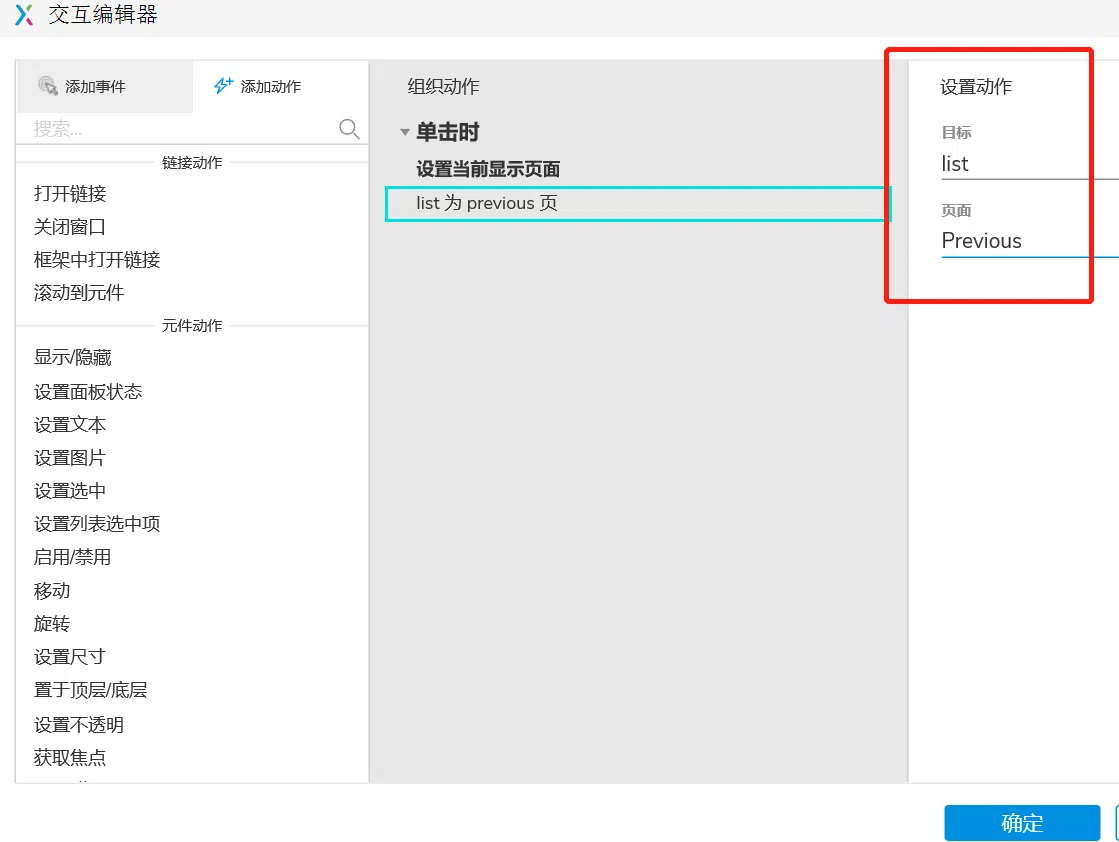 交互编辑器
添加事件
添加动作
搜索...
链接动作
打开链接
关闭窗口
框架中打开链接
滚动到元件
元件动作
显示/隐藏
设置面板状态
设置文本
设置图片
设置选中
设置列表选中项
启用/禁用
移动
旋转
设置尺寸
置于顶层/底层
设置不透明
获取焦点
组织动作
单击时
设置当前显示页面
list 为 previous 页
设置动作
目标
list
页面
Previous
确定